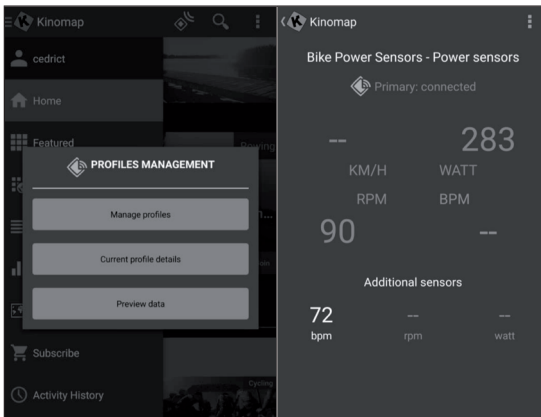 Kinomap
cedrict
Home
Featured
Rowing
PROFILES MANAGEMENT
Manage profiles
Current profile details
Preview data
Subscribe
Cycling
Activity History
Kinomap
Bike Power Sensors - Power sensors
Primary: connected
-- 283
KM/H WATT
RPM BPM
90 --
Additional sensors
72 -- --
bpm rpm watt